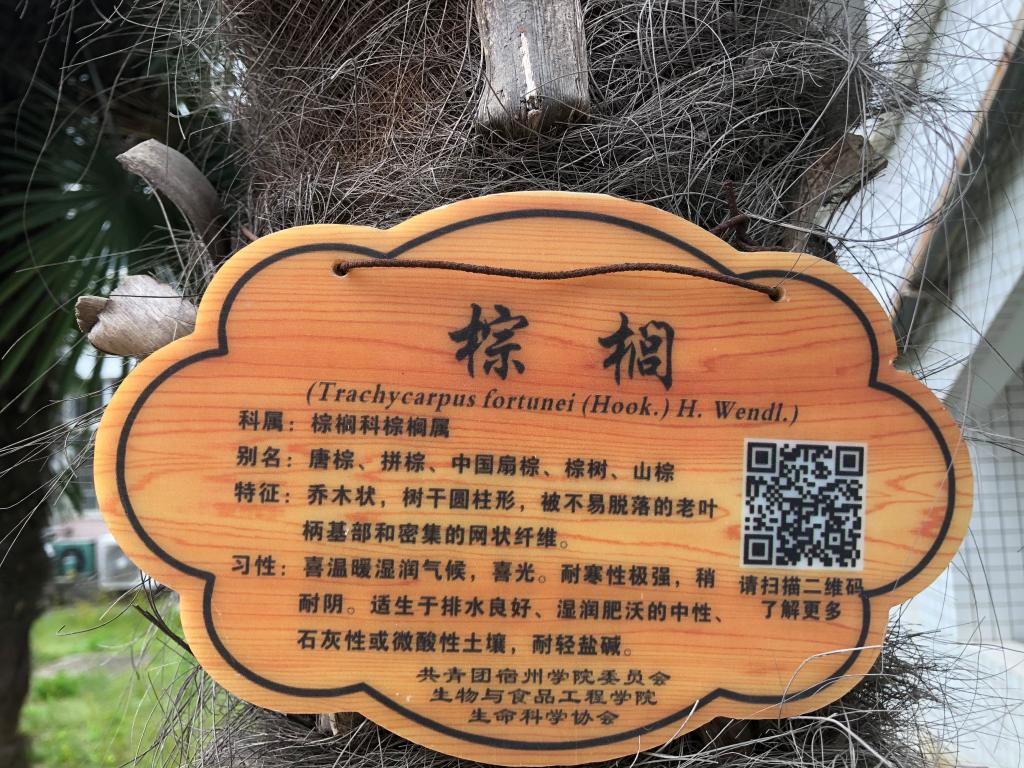 棕榈
(Trachycarpus fortunei (Hook.) H. Wendl.)
科属：棕榈科棕榈属
别名：唐棕、拼棕、中国扇棕、棕树、山棕
特征：乔木状，树干圆柱形，被不易脱落的老叶
柄基部和密集的网状纤维。
习性：喜温暖湿润气候，喜光。耐寒性极强，稍
耐阴。适生于排水良好、湿润肥沃的中性、
石灰性或微酸性土壤，耐轻盐碱。
请扫描二维码
了解更多
共青团宿州学院委员会
生物与食品工程学院
生命科学协会